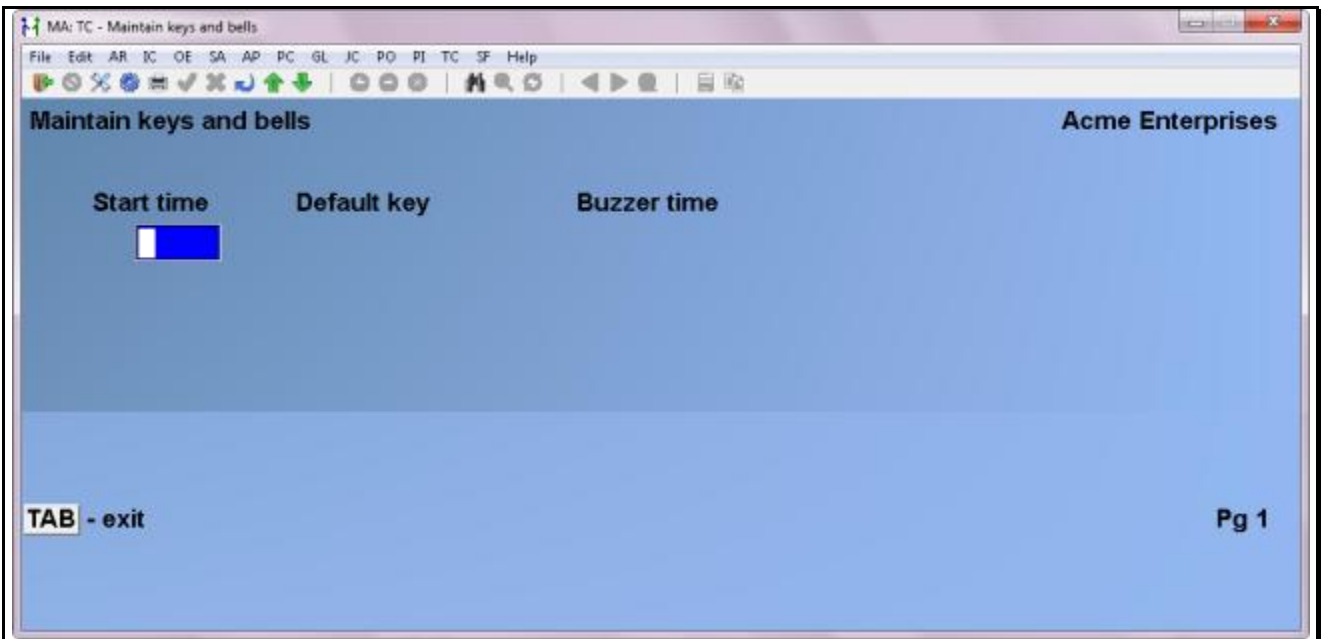 MA: TC - Maintain keys and bells
File Edit AR IC OE SA AP PC GL JC PO PI TC SF Help
Maintain keys and bells Acme Enterprises
Start time Default key Buzzer time
TAB - exit Pg 1